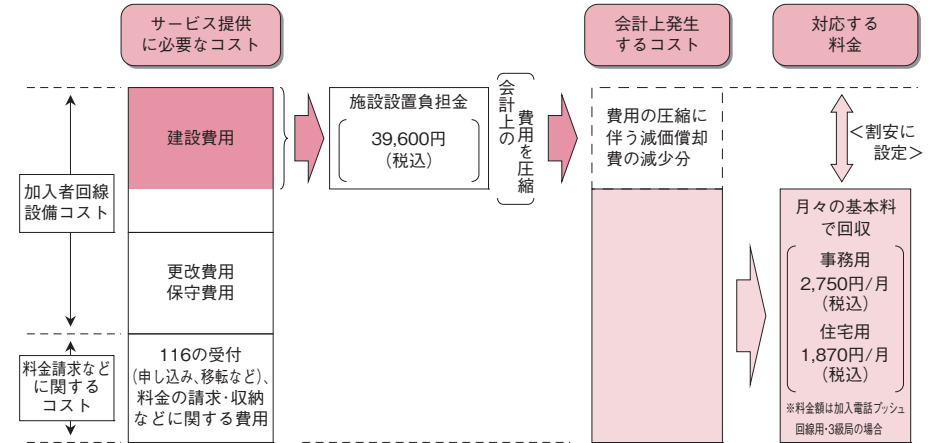 サービス提供
に必要なコスト
会計上発生
するコスト
対応する
料金
加入者回線
設備コスト
料金請求など
に関する
コスト
建設費用
更改費用
保守費用
116の受付
(申し込み、移転など)、
料金の請求・収納
などに関する費用
施設設置負担金
39,600円
(税込)
会計上の
費用を圧縮
費用の圧縮に
伴う減価償却
費の減少分
<割安に
設定>
月々の基本料
で回収
事務用
2,750円/月
(税込)
住宅用
1,870円/月
(税込)
※料金額は加入電話プッシュ
回線用・3級局の場合